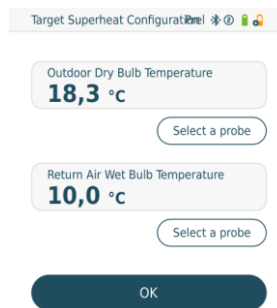 Target Superheat Configuration
Outdoor Dry Bulb Temperature
18,3 °C
Select a probe
Return Air Wet Bulb Temperature
10,0 °C
Select a probe
OK